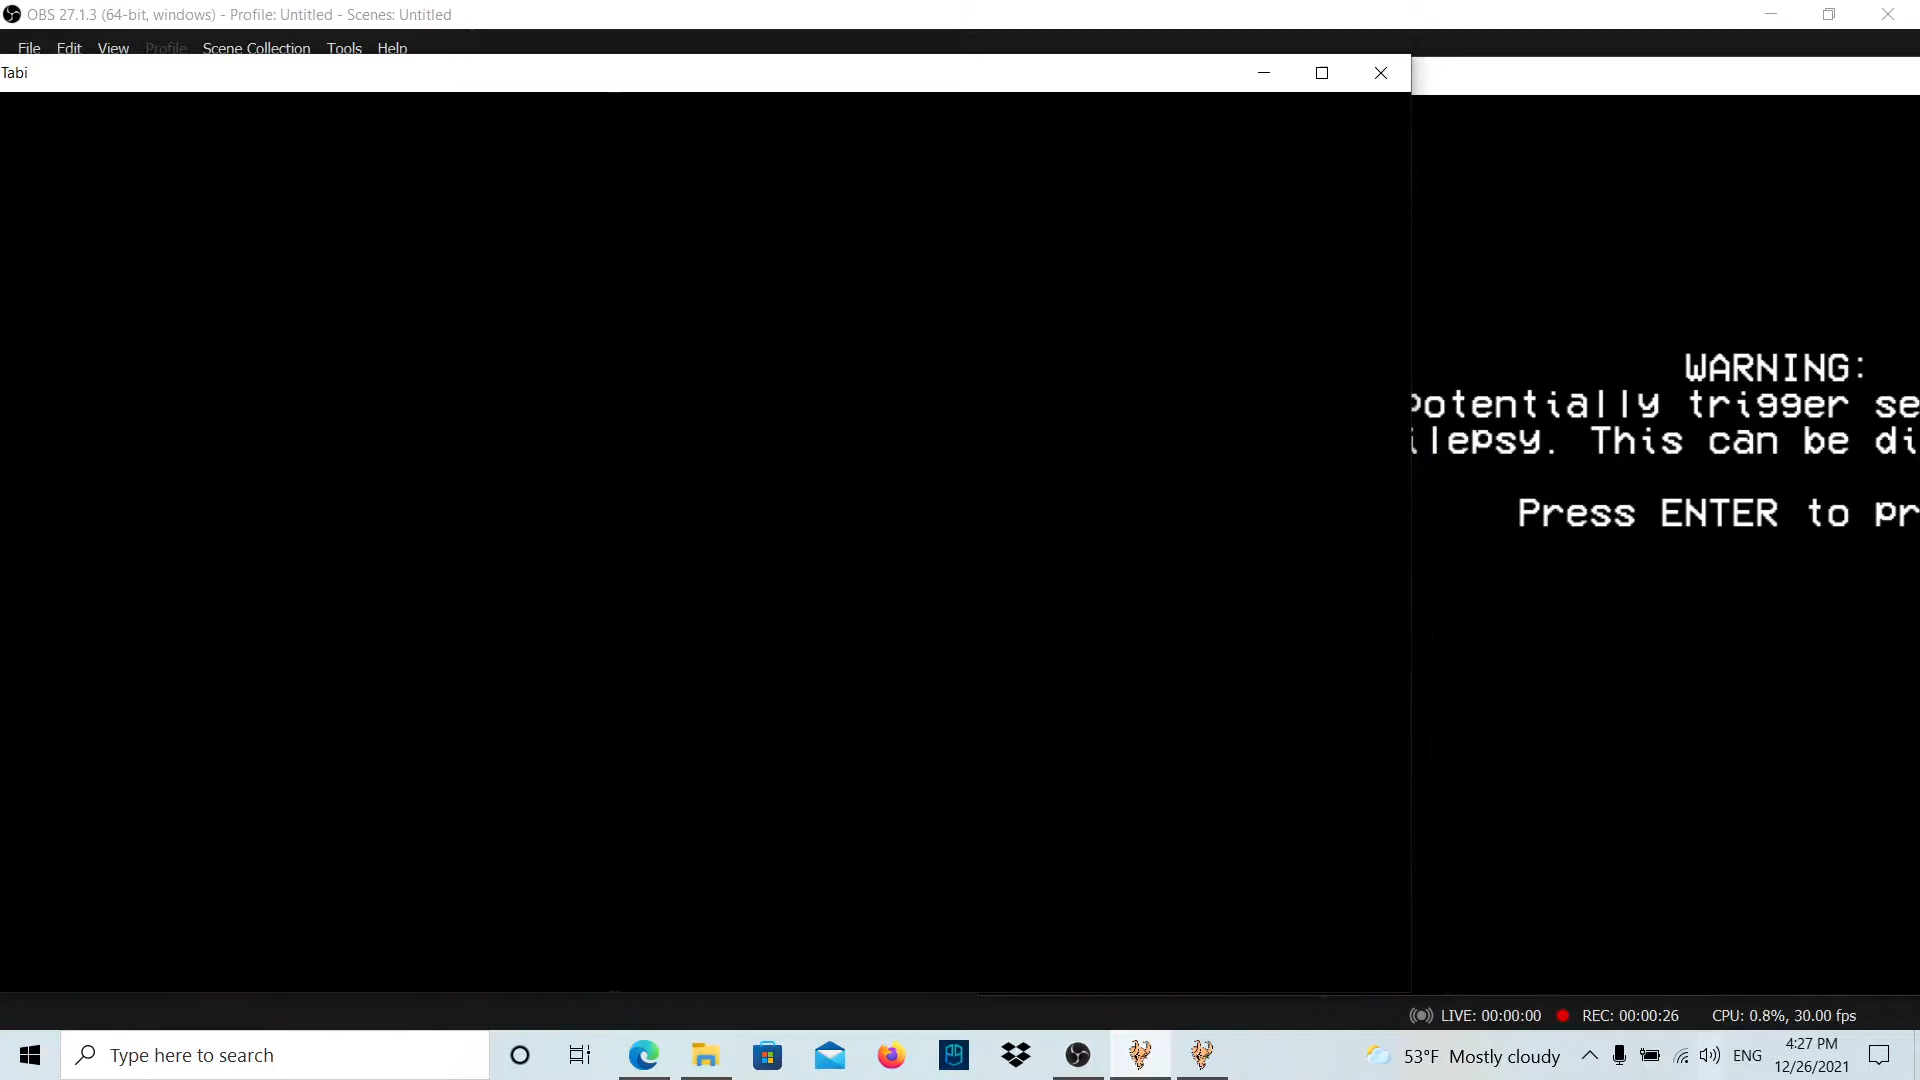 OBS 27.1.3 (64-bit, windows) - Profile: Untitled - Scenes: Untitled
File Edit View Profile Scene Collection Tools Help
Tabi
WARNING:
potentially trigger se
ilepsy. This can be di
Press ENTER to pr
LIVE: 00:00:00 REC: 00:00:26 CPU: 0.8%, 30.00 fps
Type here to search
53°F Mostly cloudy
ENG
4:27 PM
12/26/2021